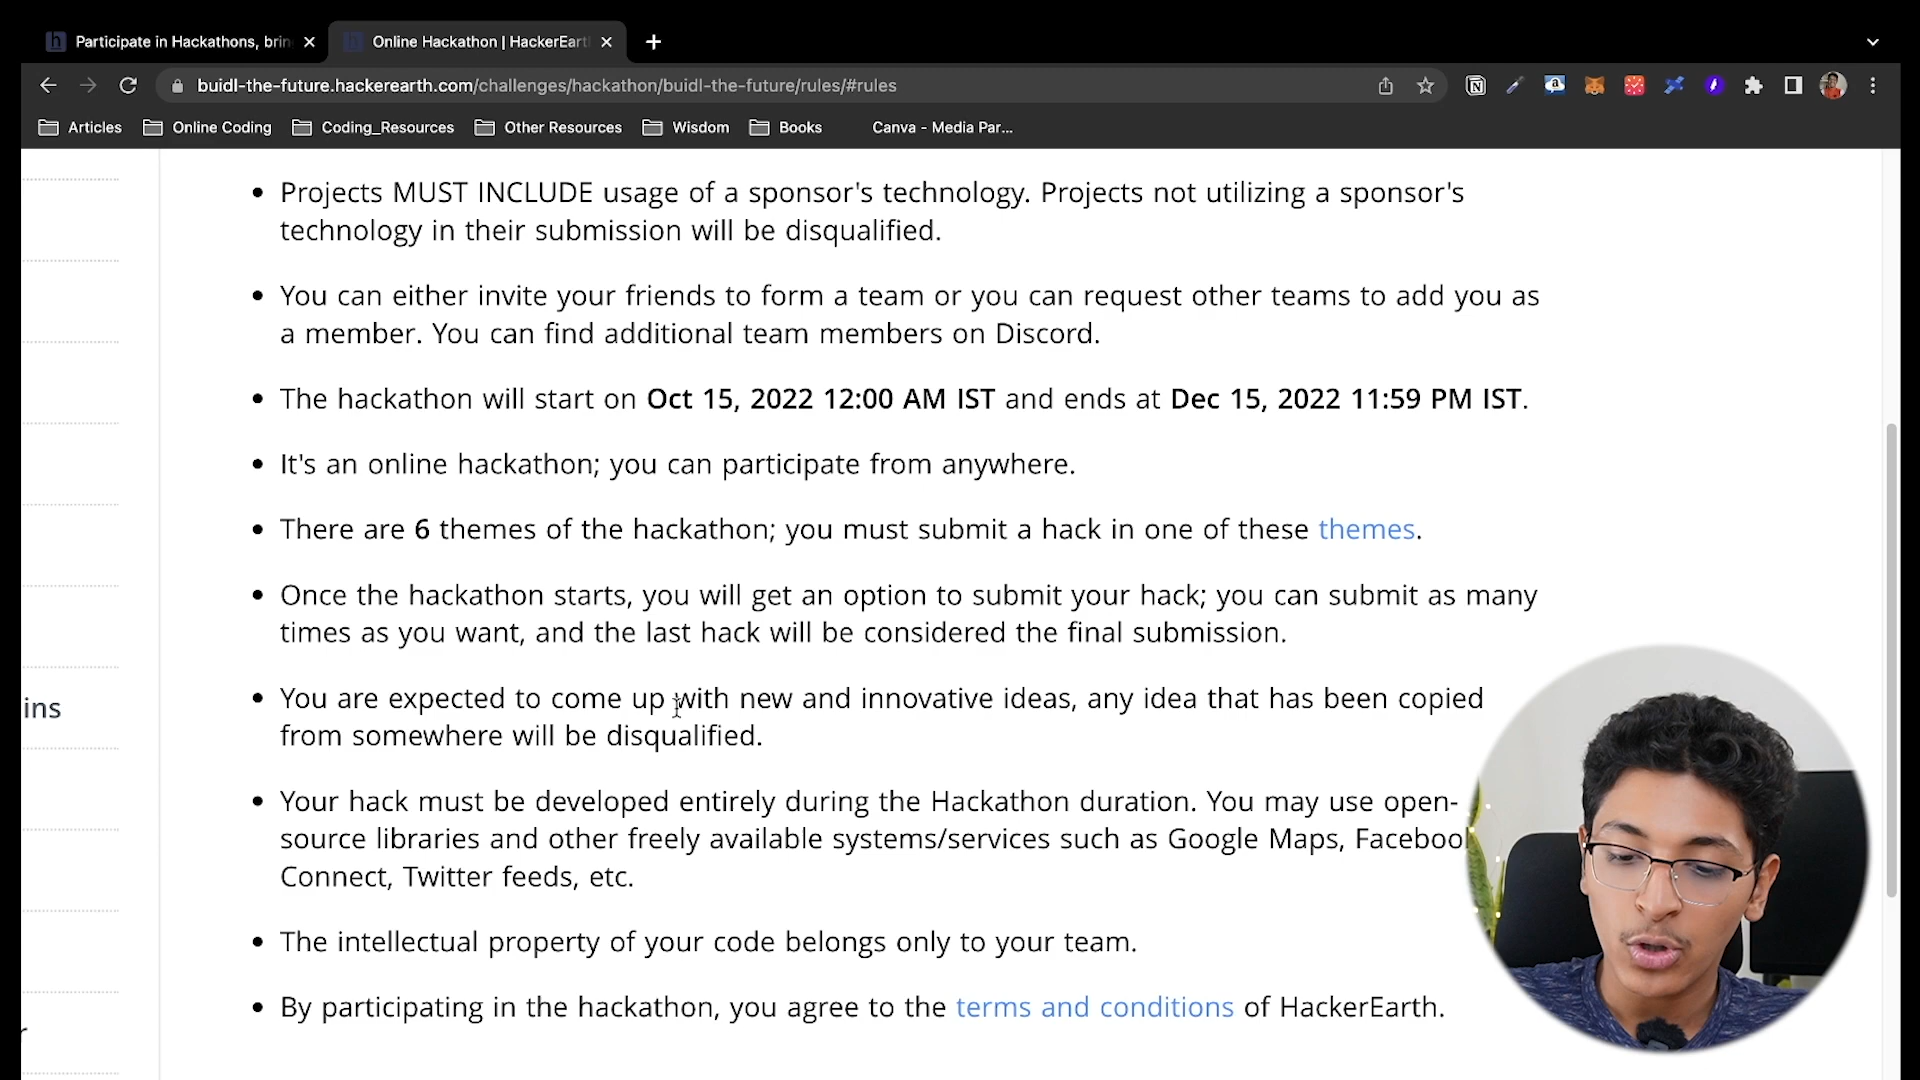 Participate in Hackathons, brin
Online Hackathon | HackerEart
buidl-the-future.hackerearth.com/challenges/hackathon/buidl-the-future/rules/#rules
Articles
Online Coding
Coding_Resources
Other Resources
Wisdom
Books
Canva - Media Par...
• Projects MUST INCLUDE usage of a sponsor's technology. Projects not utilizing a sponsor's
technology in their submission will be disqualified.
• You can either invite your friends to form a team or you can request other teams to add you as
a member. You can find additional team members on Discord.
• The hackathon will start on Oct 15, 2022 12:00 AM IST and ends at Dec 15, 2022 11:59 PM IST.
• It's an online hackathon; you can participate from anywhere.
• There are 6 themes of the hackathon; you must submit a hack in one of these themes.
• Once the hackathon starts, you will get an option to submit your hack; you can submit as many
times as you want, and the last hack will be considered the final submission.
ins
• You are expected to come up with new and innovative ideas, any idea that has been copied
from somewhere will be disqualified.
• Your hack must be developed entirely during the Hackathon duration. You may use open-
source libraries and other freely available systems/services such as Google Maps, Faceboo
Connect, Twitter feeds, etc.
• The intellectual property of your code belongs only to your team.
• By participating in the hackathon, you agree to the terms and conditions of HackerEarth.